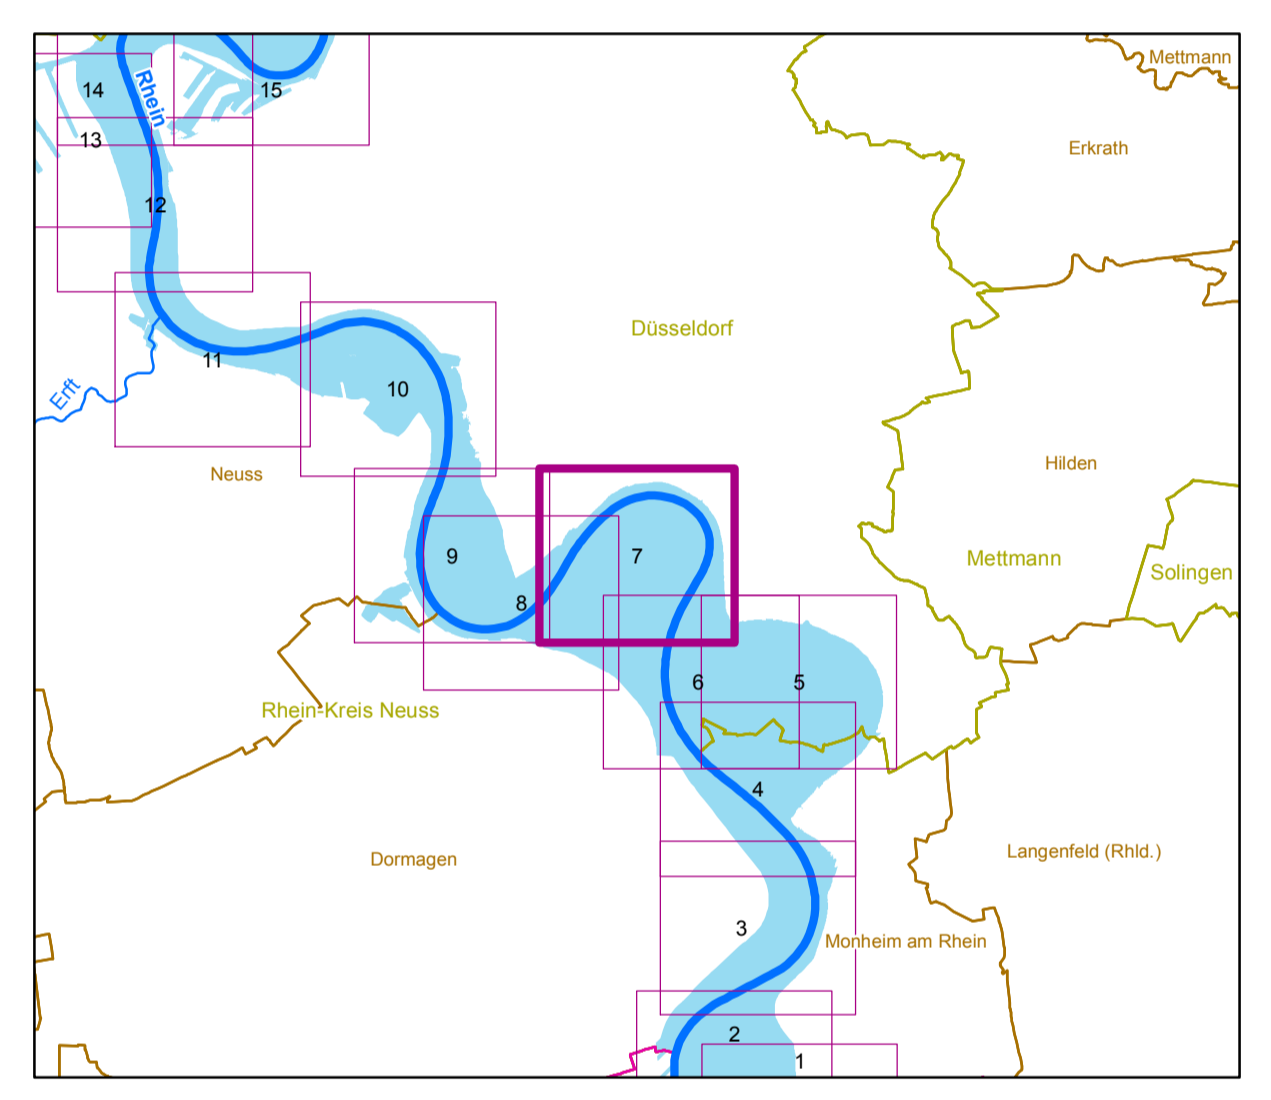 Mettmann
14
Rhein
15
13
Erkrath
12
Düsseldorf
11
10
Erft
Neuss
Hilden
9
7
Mettmann
Solingen
8
6
5
Rhein-Kreis Neuss
4
Dormagen
Langenfeld (Rhld.)
3
Monheim am Rhein
2
1